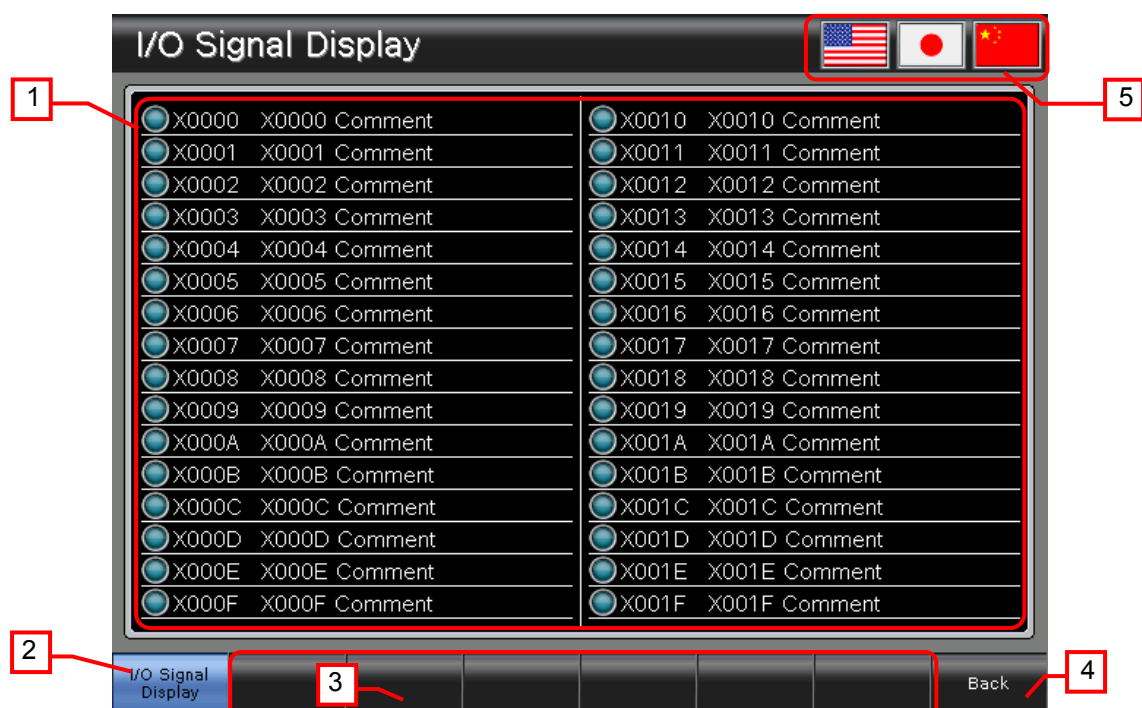 I/O Signal Display
5
1
X0000 X0000 Comment
X0001 X0001 Comment
X0002 X0002 Comment
X0003 X0003 Comment
X0004 X0004 Comment
X0005 X0005 Comment
X0006 X0006 Comment
X0007 X0007 Comment
X0008 X0008 Comment
X0009 X0009 Comment
X000A X000A Comment
X000B X000B Comment
X000C X000C Comment
X000D X000D Comment
X000E X000E Comment
X000F X000F Comment
X0010 X0010 Comment
X0011 X0011 Comment
X0012 X0012 Comment
X0013 X0013 Comment
X0014 X0014 Comment
X0015 X0015 Comment
X0016 X0016 Comment
X0017 X0017 Comment
X0018 X0018 Comment
X0019 X0019 Comment
X001A X001A Comment
X001B X001B Comment
X001C X001C Comment
X001D X001D Comment
X001E X001E Comment
X001F X001F Comment
2
I/O Signal
Display
3
Back
4